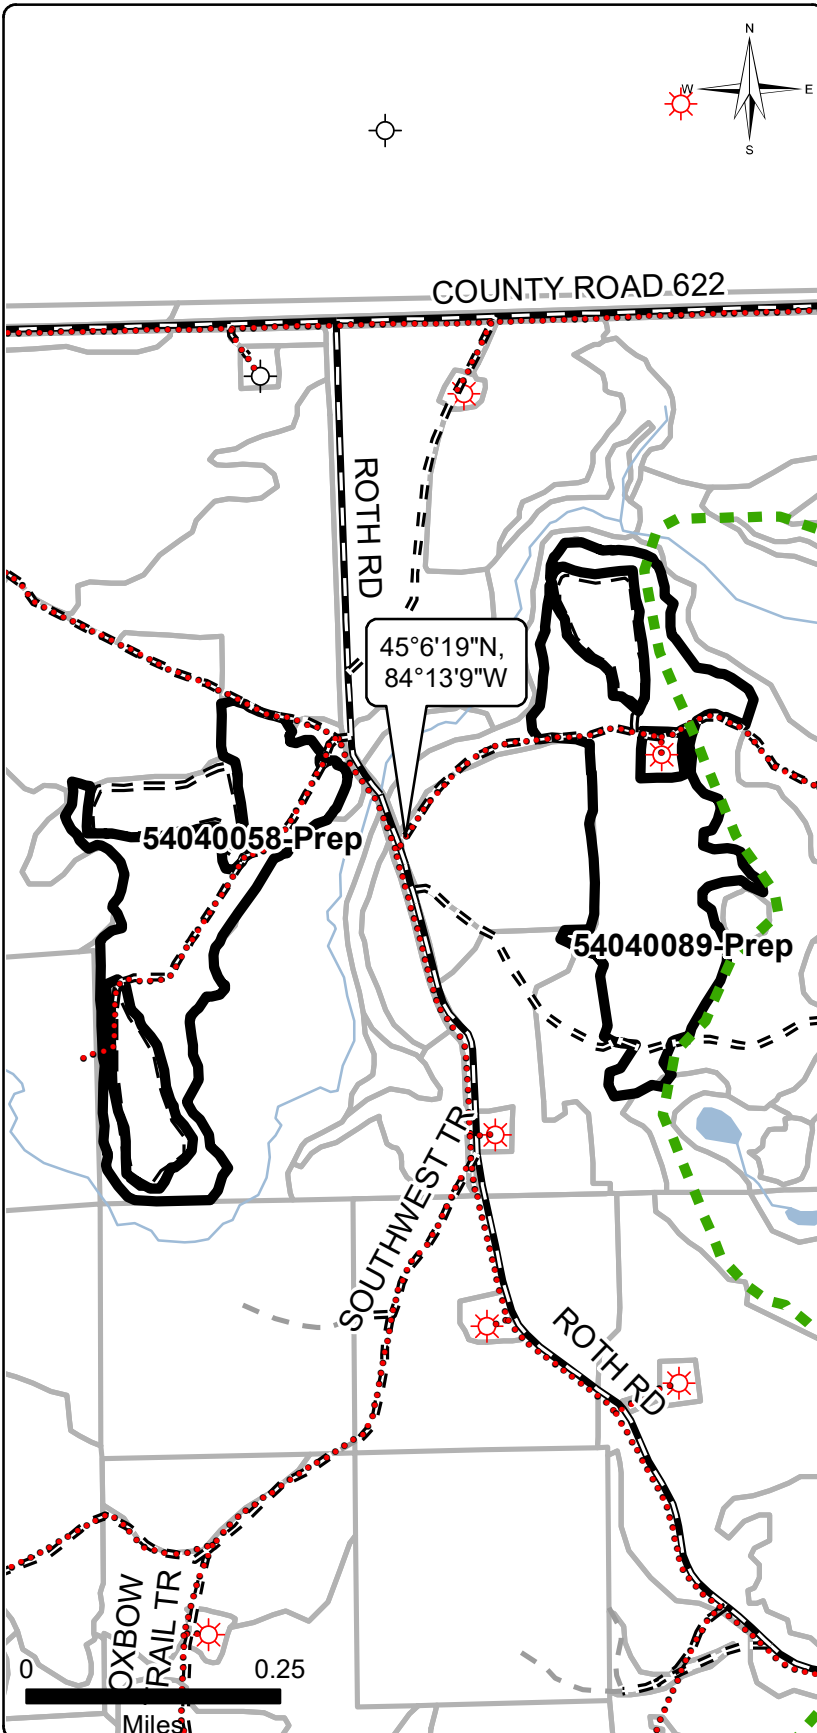 N
W
E
S
COUNTY ROAD 622
ROTH RD
45°6'19"N,
84°13'9"W
54040058-Prep
54040089-Prep
SOUTHWEST TR
ROTH RD
OXBOW
TRAIL TR
0
0.25
Miles